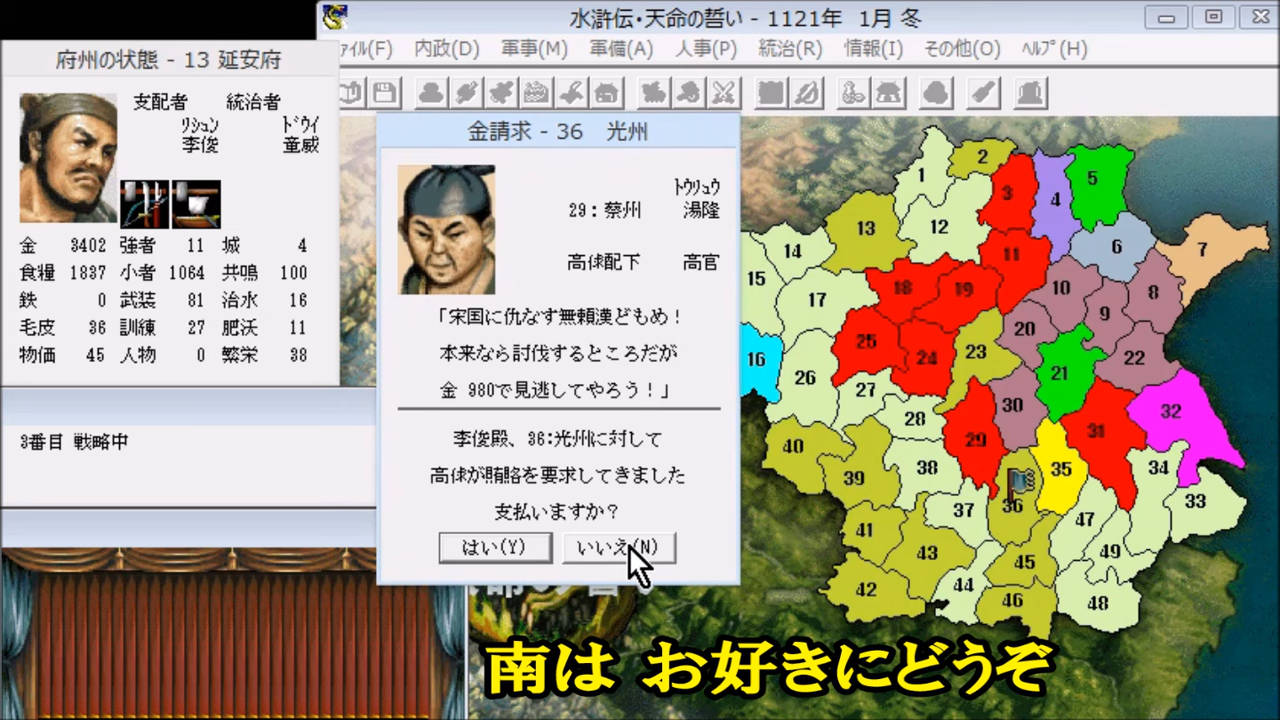 水滸伝・天命の誓い - 1121年 1月 冬
ｧｲﾙ(F) 内政(D) 軍事(M) 軍備(A) 人事(P) 統治(R) 情報(I) その他(O) ﾍﾙﾌﾟ(H)
府州の状態 - 13 延安府
支配者 統治者
ﾘｼｭﾝ ﾄﾞｳｲ
李俊 童威
金 3402 強者 11 城 4
食糧 1837 小者 1064 共鳴 100
鉄 0 武装 81 治水 16
毛皮 36 訓練 27 肥沃 11
物価 45 人物 0 繁栄 38
3番目 戦略中
金請求 - 36 光州
ﾄｳﾘｭｳ
29：蔡州 湯隆
高俅配下 高官
「宋国に仇なす無頼漢どもめ！
本来なら討伐するところだが
金 980で見逃してやろう！」
李俊殿、36:光州に対して
高俅が賄賂を要求してきました
支払いますか？
はい(Y) いいえ(N)
1
2
3
4
5
6
7
8
9
10
11
12
13
14
15
16
17
18
19
20
21
22
23
24
25
26
27
28
29
30
31
32
33
34
35
36
37
38
39
40
41
42
43
44
45
46
47
48
49
南は お好きにどうぞ